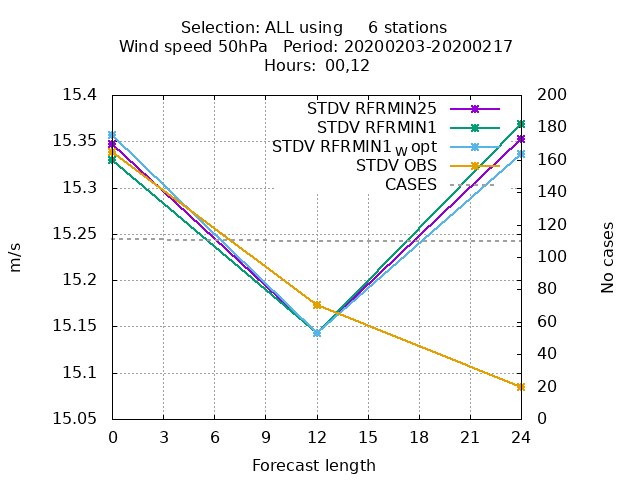 Selection: ALL using     6 stations
Wind speed 50hPa   Period: 20200203-20200217
Hours: 00,12
15.4
15.35
15.3
15.25
15.2
15.15
15.1
15.05
m/s
STDV RFRMIN25
STDV RFRMIN1
STDV RFRMIN1_W opt
STDV OBS
CASES
200
180
160
140
120
100
80
60
40
20
0
No cases
0 3 6 9 12 15 18 21 24
Forecast length